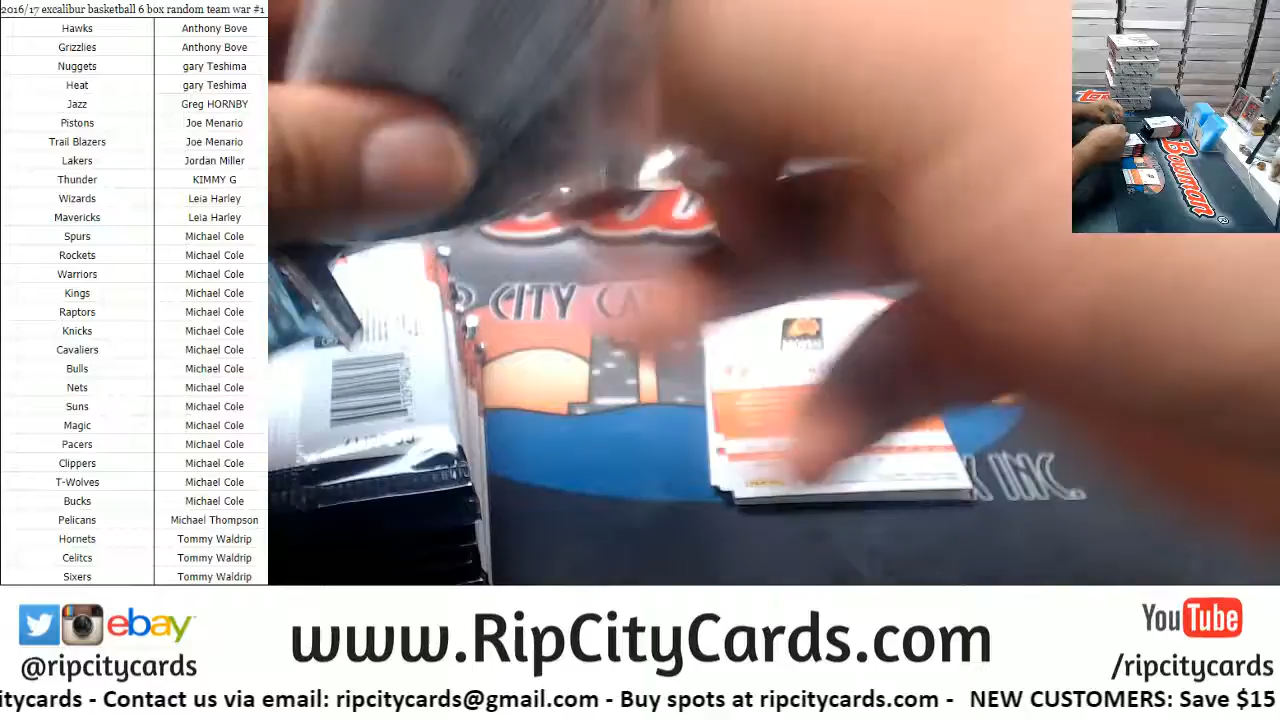 2016/17 excalibur basketball 6 box random team war #1
Hawks Anthony Bove
Grizzlies Anthony Bove
Nuggets gary Teshima
Heat gary Teshima
Jazz Greg HORNBY
Pistons Joe Menario
Trail Blazers Joe Menario
Lakers Jordan Miller
Thunder KIMMY G
Wizards Leia Harley
Mavericks Leia Harley
Spurs Michael Cole
Rockets Michael Cole
Warriors Michael Cole
Kings Michael Cole
Raptors Michael Cole
Knicks Michael Cole
Cavaliers Michael Cole
Bulls Michael Cole
Nets Michael Cole
Suns Michael Cole
Magic Michael Cole
Pacers Michael Cole
Clippers Michael Cole
T-Wolves Michael Cole
Bucks Michael Cole
Pelicans Michael Thompson
Hornets Tommy Waldrip
Celitcs Tommy Waldrip
Sixers Tommy Waldrip
Bowman
CITY CA
K INC.
ebay
@ripcitycards
www.RipCityCards.com
YouTube
/ripcitycards
itycards - Contact us via email: ripcitycards@gmail.com - Buy spots at ripcitycards.com - NEW CUSTOMERS: Save $15